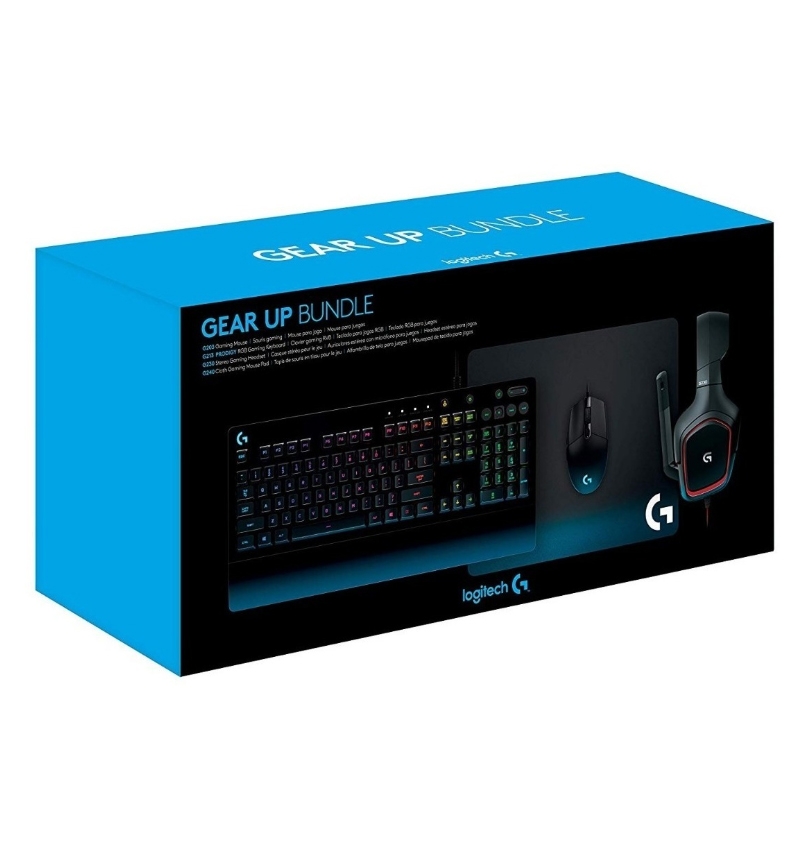 GEAR UP BUNDLE
logitech G
GEAR UP BUNDLE
G203 Gaming Mouse | Souris gaming | Mouse para jogo | Mouse para juegos
G213 PRODIGY RGB Gaming Keyboard | Clavier gaming RVB | Teclado para jogos RGB | Teclado RGB para juegos
G230 Stereo Gaming Headset | Casque stéréo pour le jeu | Auriculares estéreo con micrófono para juegos | Headset estéreo para jogos
G240 Cloth Gaming Mouse Pad | Tapis de souris en tissu pour le jeu | Alfombrilla de tela para juegos | Mousepad de tecido para jogos
G
G
G
G
logitech G